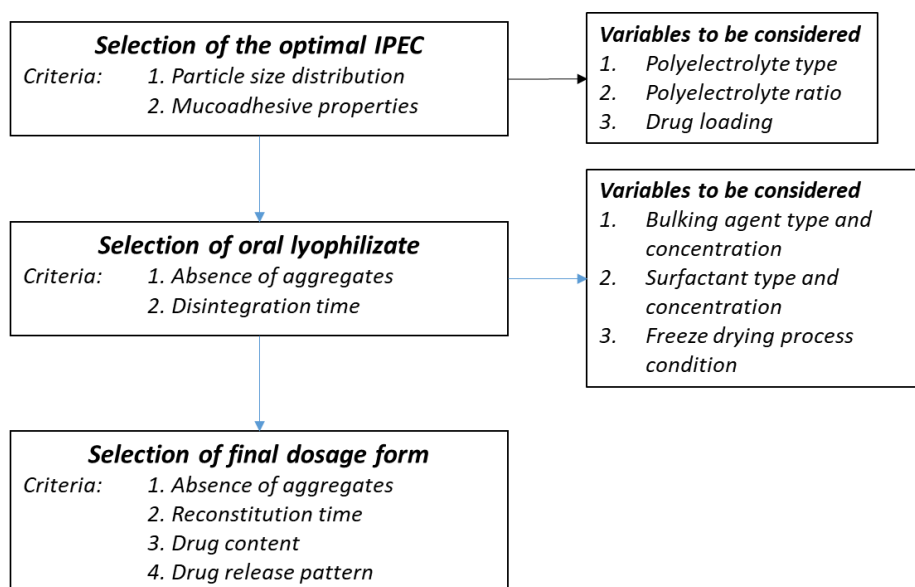 Selection of the optimal IPEC
Criteria: 1. Particle size distribution
2. Mucoadhesive properties
Variables to be considered
1. Polyelectrolyte type
2. Polyelectrolyte ratio
3. Drug loading
Selection of oral lyophilizate
Criteria: 1. Absence of aggregates
2. Disintegration time
Variables to be considered
1. Bulking agent type and
concentration
2. Surfactant type and
concentration
3. Freeze drying process
condition
Selection of final dosage form
Criteria: 1. Absence of aggregates
2. Reconstitution time
3. Drug content
4. Drug release pattern